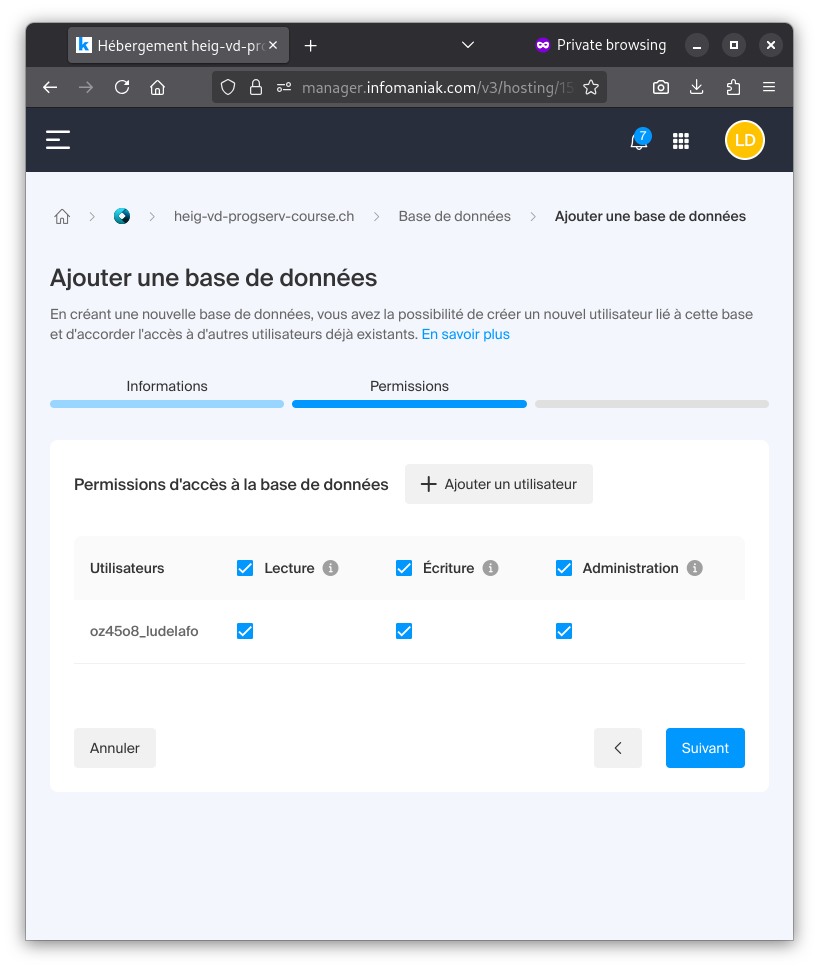 Hébergement heig-vd-pr
Private browsing
manager.infomaniak.com/v3/hosting/15
7
LD
heig-vd-progserv-course.ch
Base de données
Ajouter une base de données
Ajouter une base de données
En créant une nouvelle base de données, vous avez la possibilité de créer un nouvel utilisateur lié à cette base
et d'accorder l'accès à d'autres utilisateurs déjà existants. En savoir plus
Informations
Permissions
Permissions d'accès à la base de données
Ajouter un utilisateur
Utilisateurs
Lecture
Écriture
Administration
oz45o8_ludelafo
Annuler
Suivant